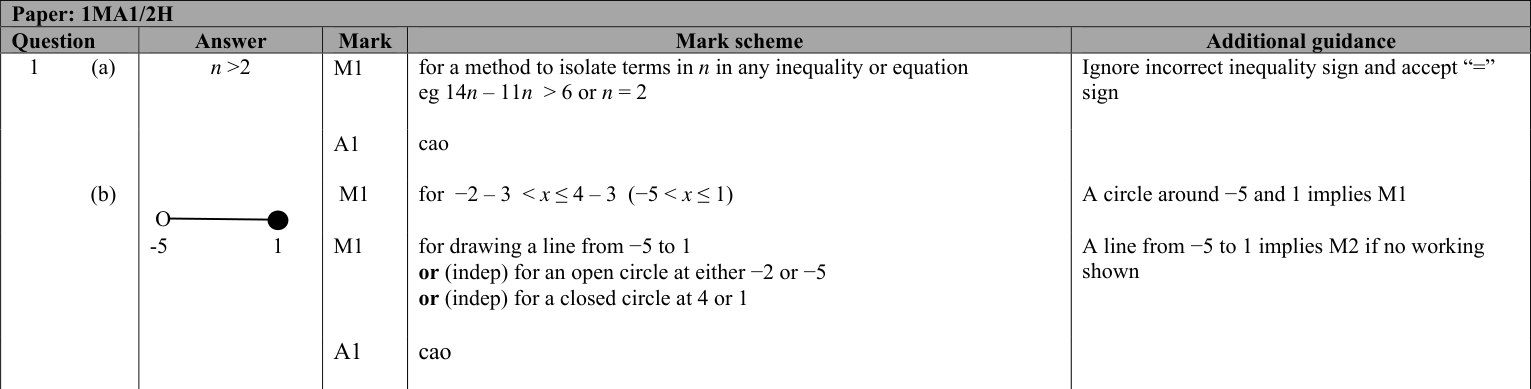 Paper: 1MA1/2H
Question Answer Mark Mark scheme Additional guidance
1 (a) n >2 M1 for a method to isolate terms in n in any inequality or equation Ignore incorrect inequality sign and accept “=”
eg 14n – 11n > 6 or n = 2 sign
A1 cao
(b) M1 for −2 – 3 < x ≤ 4 – 3 (−5 < x ≤ 1) A circle around −5 and 1 implies M1
-5 1 M1 for drawing a line from −5 to 1 A line from −5 to 1 implies M2 if no working
or (indep) for an open circle at either −2 or −5 shown
or (indep) for a closed circle at 4 or 1
A1 cao